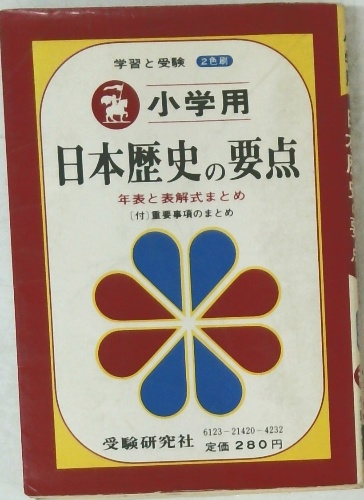 学習と受験 2色刷
小学用
日本歴史の要点
年表と表解式まとめ
〔付〕重要事項のまとめ
6123-21420-4232
受験研究社 定価 280円